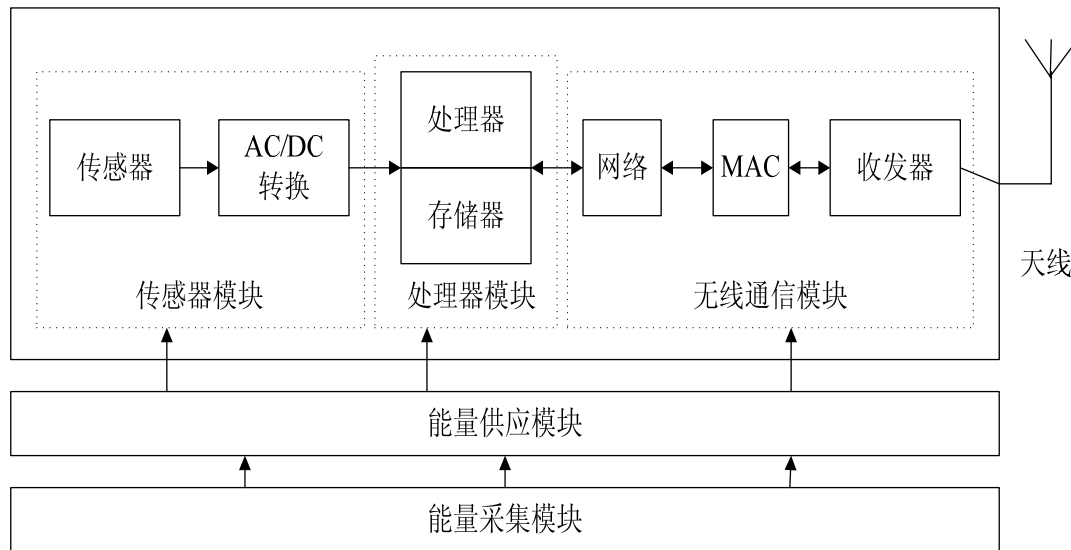 传感器
AC/DC
转换
处理器
存储器
网络
MAC
收发器
天线
传感器模块
处理器模块
无线通信模块
能量供应模块
能量采集模块